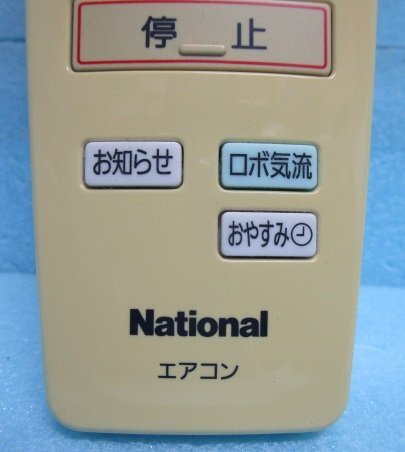 停 止
お知らせ ロボ気流
おやすみ
National
エアコン